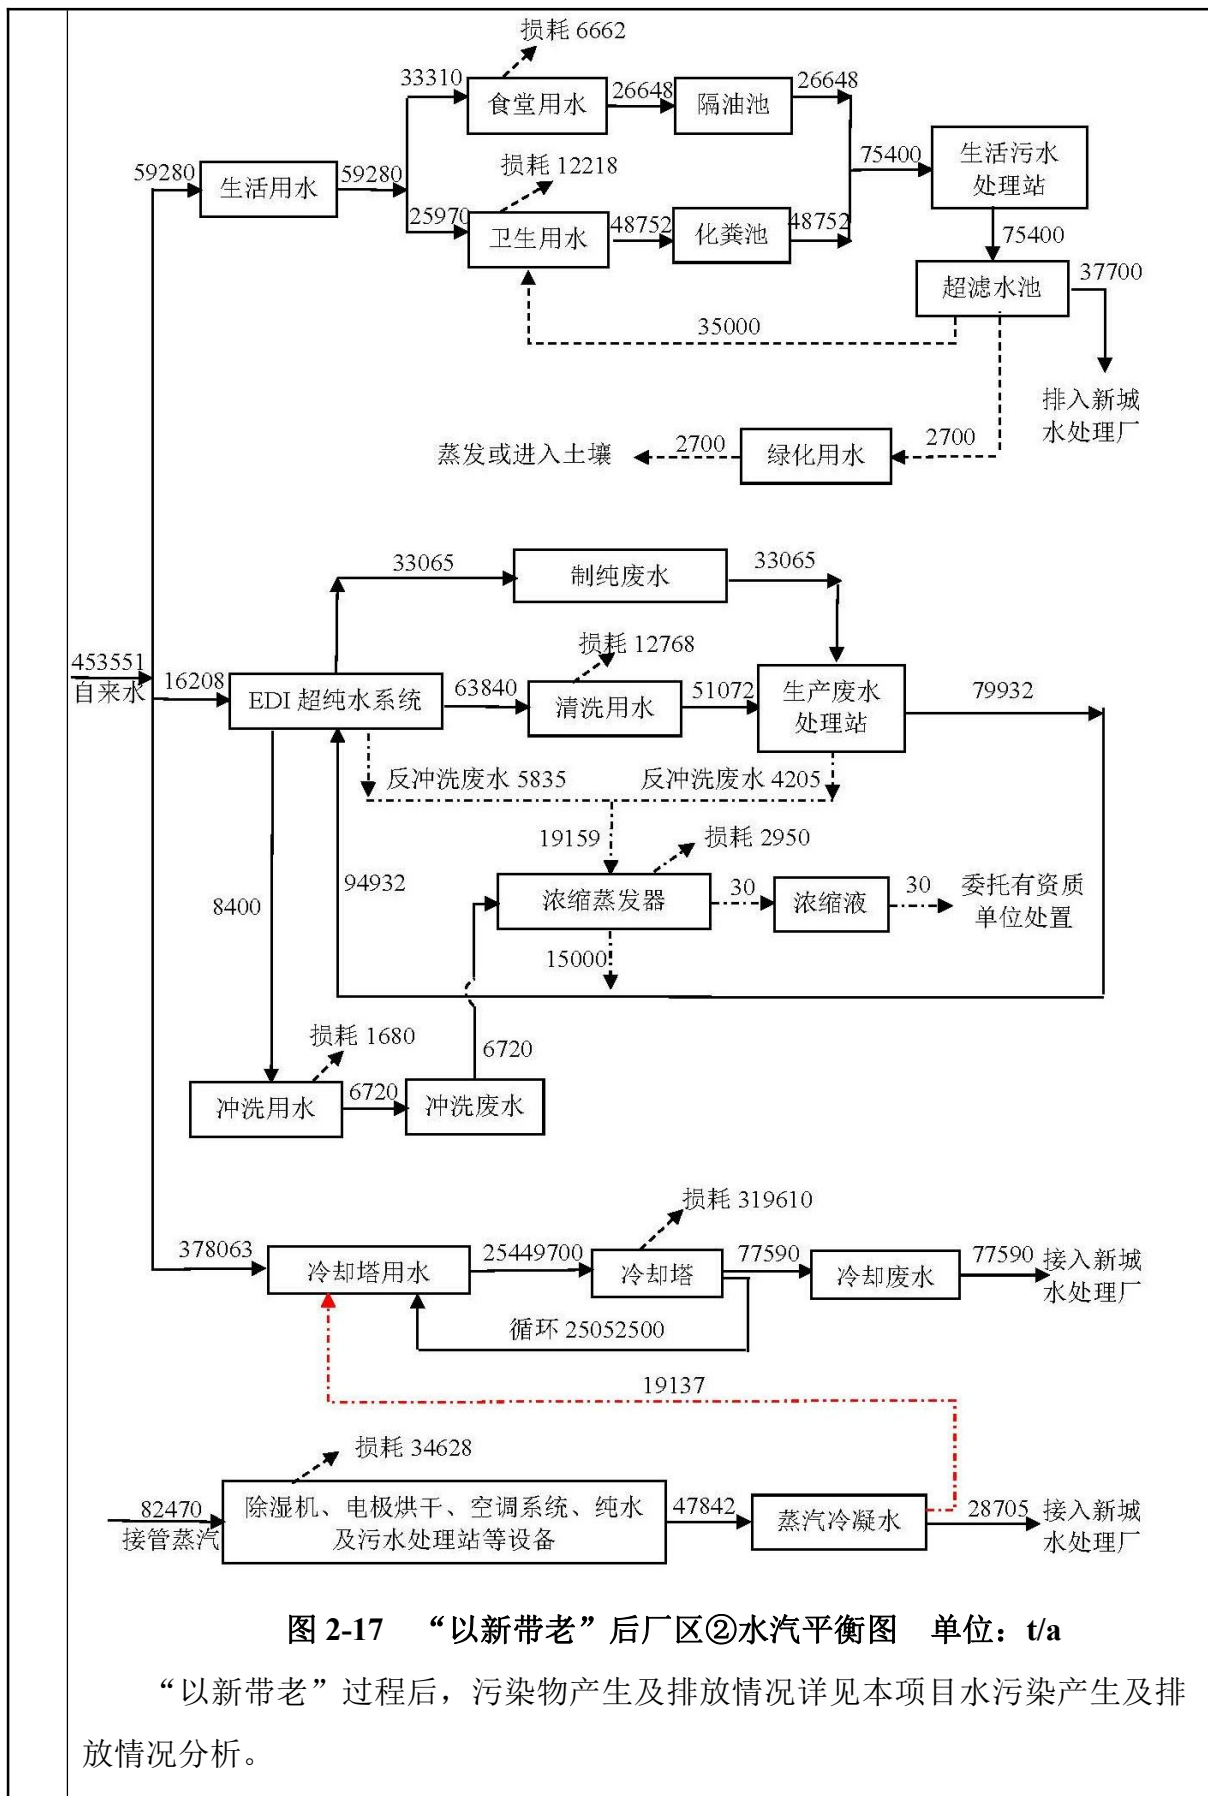 损耗 6662
33310
食堂用水
26648
隔油池
26648
59280
生活用水
59280
75400
生活污水
处理站
损耗 12218
25970
卫生用水
48752
化粪池
48752
75400
超滤水池
37700
35000
排入新城
水处理厂
蒸发或进入土壤
2700
绿化用水
2700
33065
制纯废水
33065
453551
自来水
16208
EDI 超纯水系统
63840
损耗 12768
清洗用水
51072
生产废水
处理站
79932
反冲洗废水 5835
反冲洗废水 4205
19159
损耗 2950
8400
94932
浓缩蒸发器
30
浓缩液
30
委托有资质
单位处置
15000
损耗 1680
6720
冲洗用水
6720
冲洗废水
损耗 319610
378063
冷却塔用水
25449700
冷却塔
77590
冷却废水
77590
接入新城
水处理厂
循环 25052500
19137
损耗 34628
82470
接管蒸汽
除湿机、电极烘干、空调系统、纯水
及污水处理站等设备
47842
蒸汽冷凝水
28705
接入新城
水处理厂
图 2-17 “以新带老”后厂区②水汽平衡图 单位：t/a
“以新带老”过程后，污染物产生及排放情况详见本项目水污染产生及排
放情况分析。